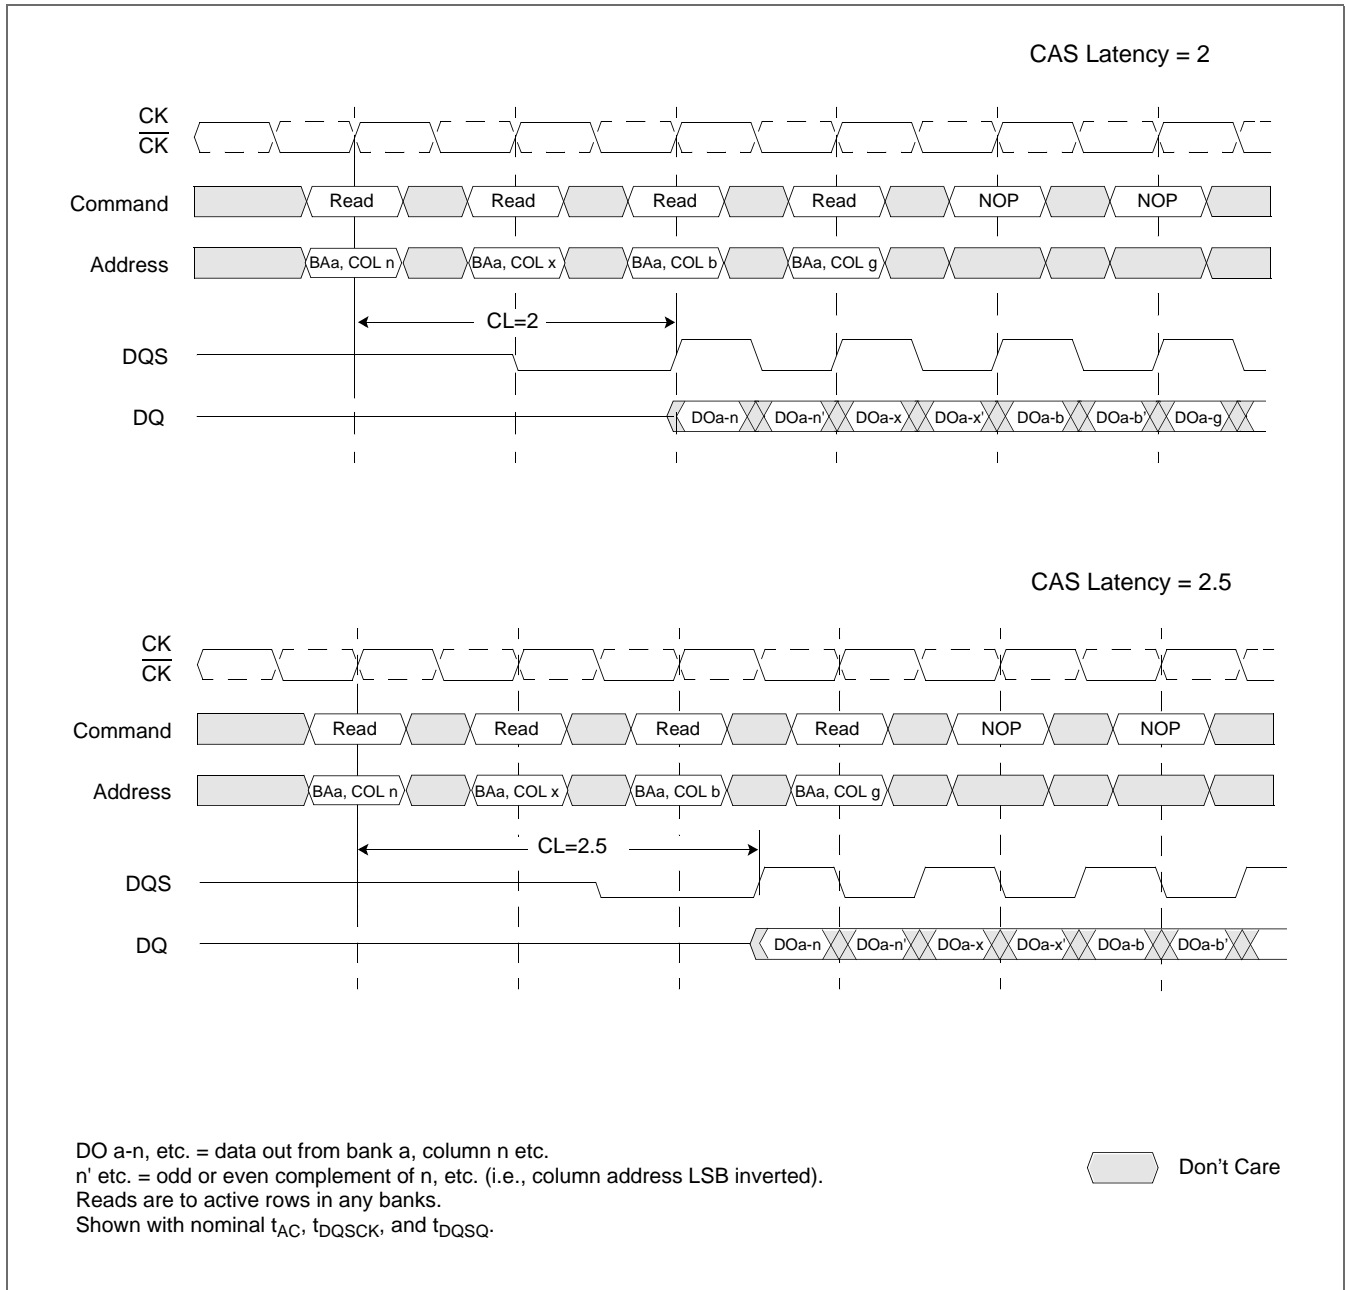 CAS Latency = 2
CK
CK
Command Read Read Read Read NOP NOP
Address BAa, COL n BAa, COL x BAa, COL b BAa, COL g
CL=2
DQS
DQ DOa-n DOa-n' DOa-x DOa-x' DOa-b DOa-b' DOa-g
CAS Latency = 2.5
CK
CK
Command Read Read Read Read NOP NOP
Address BAa, COL n BAa, COL x BAa, COL b BAa, COL g
CL=2.5
DQS
DQ DOa-n DOa-n' DOa-x DOa-x' DOa-b DOa-b'
DO a-n, etc. = data out from bank a, column n etc.
n' etc. = odd or even complement of n, etc. (i.e., column address LSB inverted).
Reads are to active rows in any banks.
Shown with nominal tAC, tDQSCK, and tDQSQ.
Don't Care